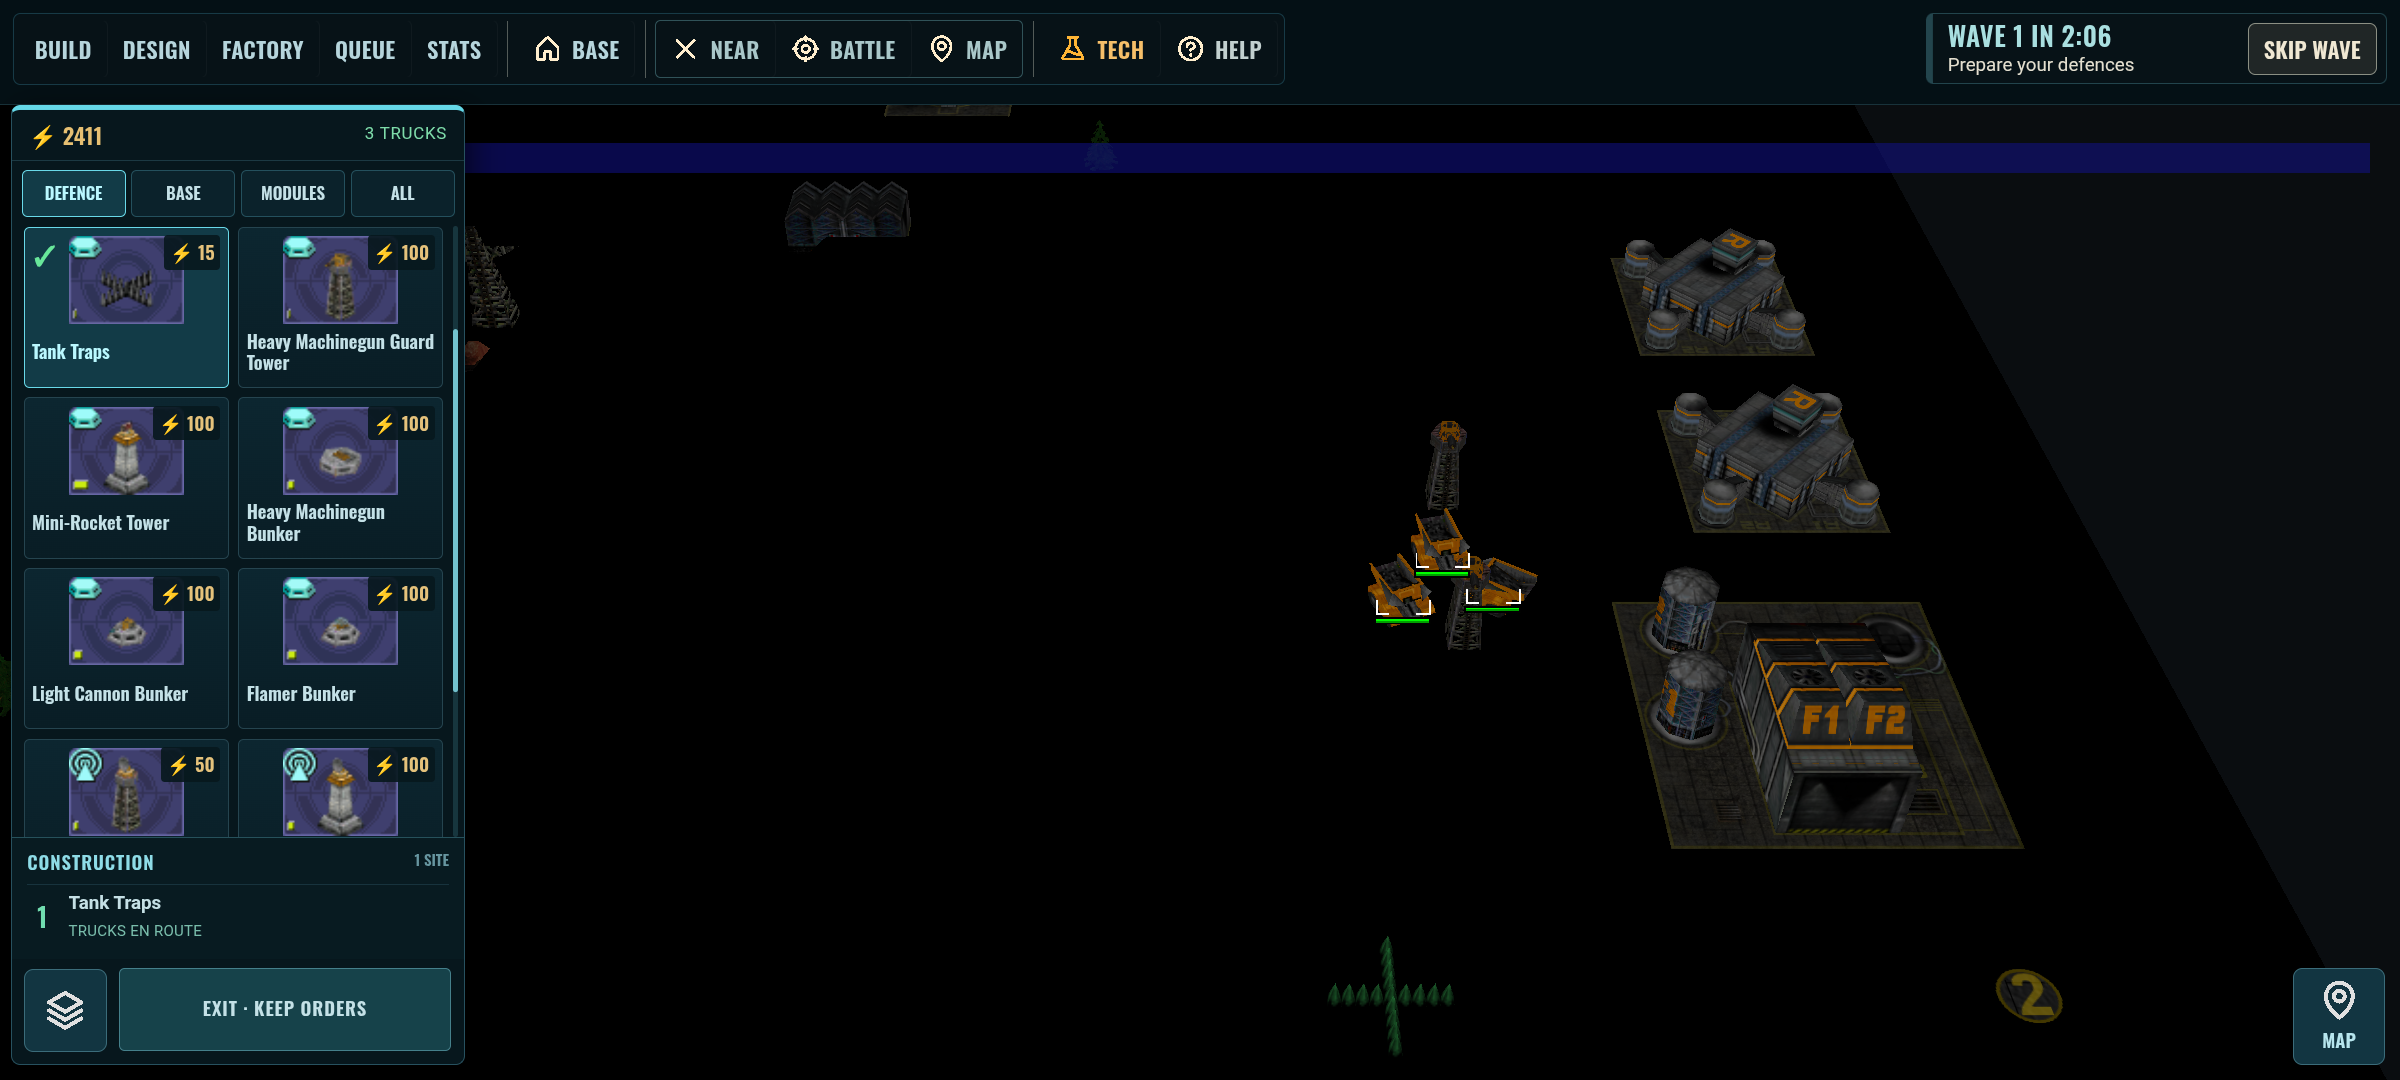 BUILD
DESIGN
FACTORY
QUEUE
STATS
BASE
NEAR
BATTLE
MAP
TECH
HELP
WAVE 1 IN 2:06
Prepare your defences
SKIP WAVE
2411
3 TRUCKS
DEFENCE
BASE
MODULES
ALL
15
Tank Traps
100
Heavy Machinegun Guard
Tower
100
Mini-Rocket Tower
100
Heavy Machinegun
Bunker
100
Light Cannon Bunker
100
Flamer Bunker
50
100
CONSTRUCTION
1 SITE
1
Tank Traps
TRUCKS EN ROUTE
EXIT · KEEP ORDERS
R
R
1
F1
F2
2
MAP